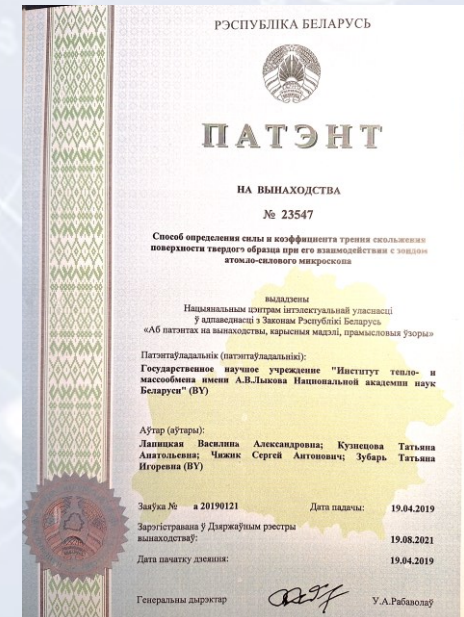 РЭСПУБЛІКА БЕЛАРУСЬ
ПАТЭНТ
НА ВЫНАХОДСТВА
№ 23547
Способ определения силы и коэффициента трения скольжения
поверхности твердого образца при его взаимодействии с зондом
атомно-силового микроскопа
выдадзены
Нацыянальным цэнтрам інтэлектуальнай уласнасці
ў адпаведнасці з Законам Рэспублікі Беларусь
«Аб патэнтах на вынаходствы, карысныя мадэлі, прамысловыя ўзоры»
Патэнтаўладальнік (патэнтаўладальнікі):
Государственное научное учреждение "Институт тепло- и
массообмена имени А.В.Лыкова Национальной академии наук
Беларуси" (BY)
Аўтар (аўтары):
Лапицкая Василина Александровна; Кузнецова Татьяна
Анатольевна; Чижик Сергей Антонович; Зубарь Татьяна
Игоревна (BY)
Заяўка № а 20190121 Дата падачы: 19.04.2019
Зарэгістравана ў Дзяржаўным рэестры
вынаходстваў: 19.08.2021
Дата пачатку дзеяння: 19.04.2019
Генеральны дырэктар У.А.Рабаволаў